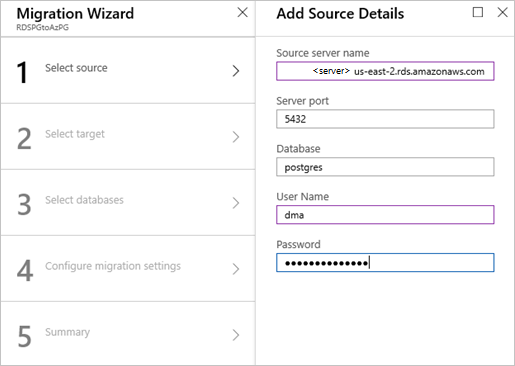 Migration Wizard
RDSPGtoAzPG
1 Select source
2 Select target
3 Select databases
4 Configure migration settings
5 Summary
Add Source Details
Source server name
<server> us-east-2.rds.amazonaws.com
Server port
5432
Database
postgres
User Name
dma
Password
●●●●●●●●●●●●●●